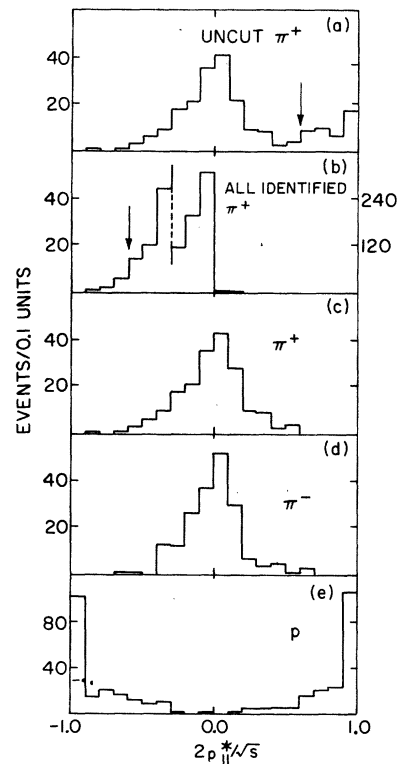 (a)
UNCUT π+
40
20
(b)
ALL IDENTIFIED
π+
40
20
240
120
EVENTS/0.1 UNITS
(c)
π+
40
20
(d)
π−
40
20
(e)
p
80
40
-1.0 0.0 1.0
2p*∥/√s